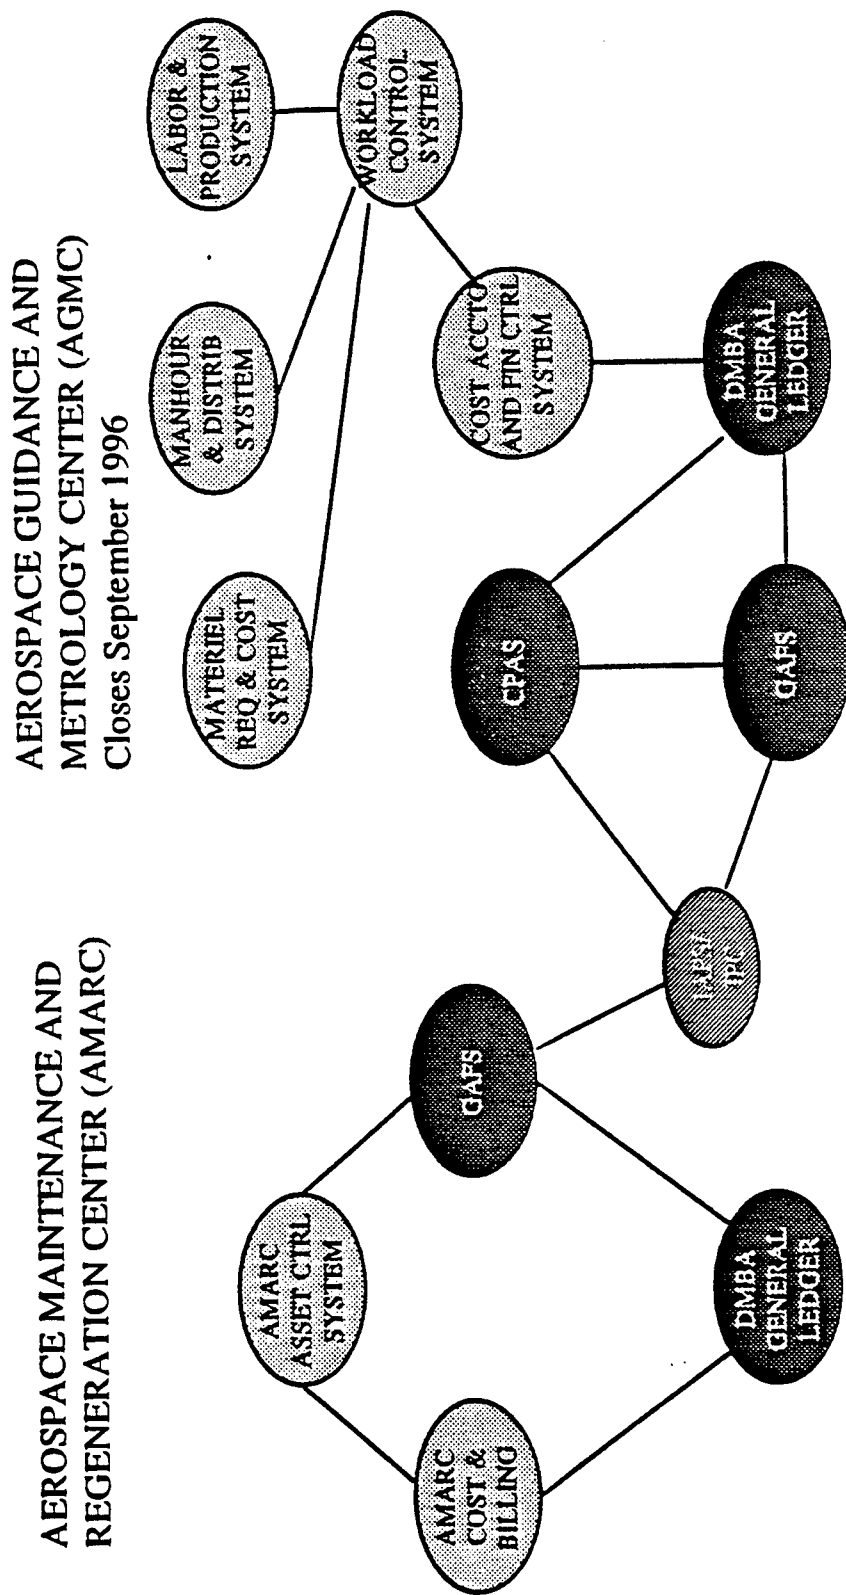 AEROSPACE MAINTENANCE AND
REGENERATION CENTER (AMARC)
AEROSPACE GUIDANCE AND
METROLOGY CENTER (AGMC)
Closes September 1996
AMARC
ASSET CTRL
SYSTEM
AMARC
COST &
BILLING
GAFS
DMBA
GENERAL
LEDGER
IPC
MATERIEL
REQ & COST
SYSTEM
MANHOUR
& DISTRIB
SYSTEM
LABOR &
PRODUCTION
SYSTEM
WORKLOAD
CONTROL
SYSTEM
COST ACCTG
AND FIN CTRL
SYSTEM
CPAS
GAFS
DMBA
GENERAL
LEDGER